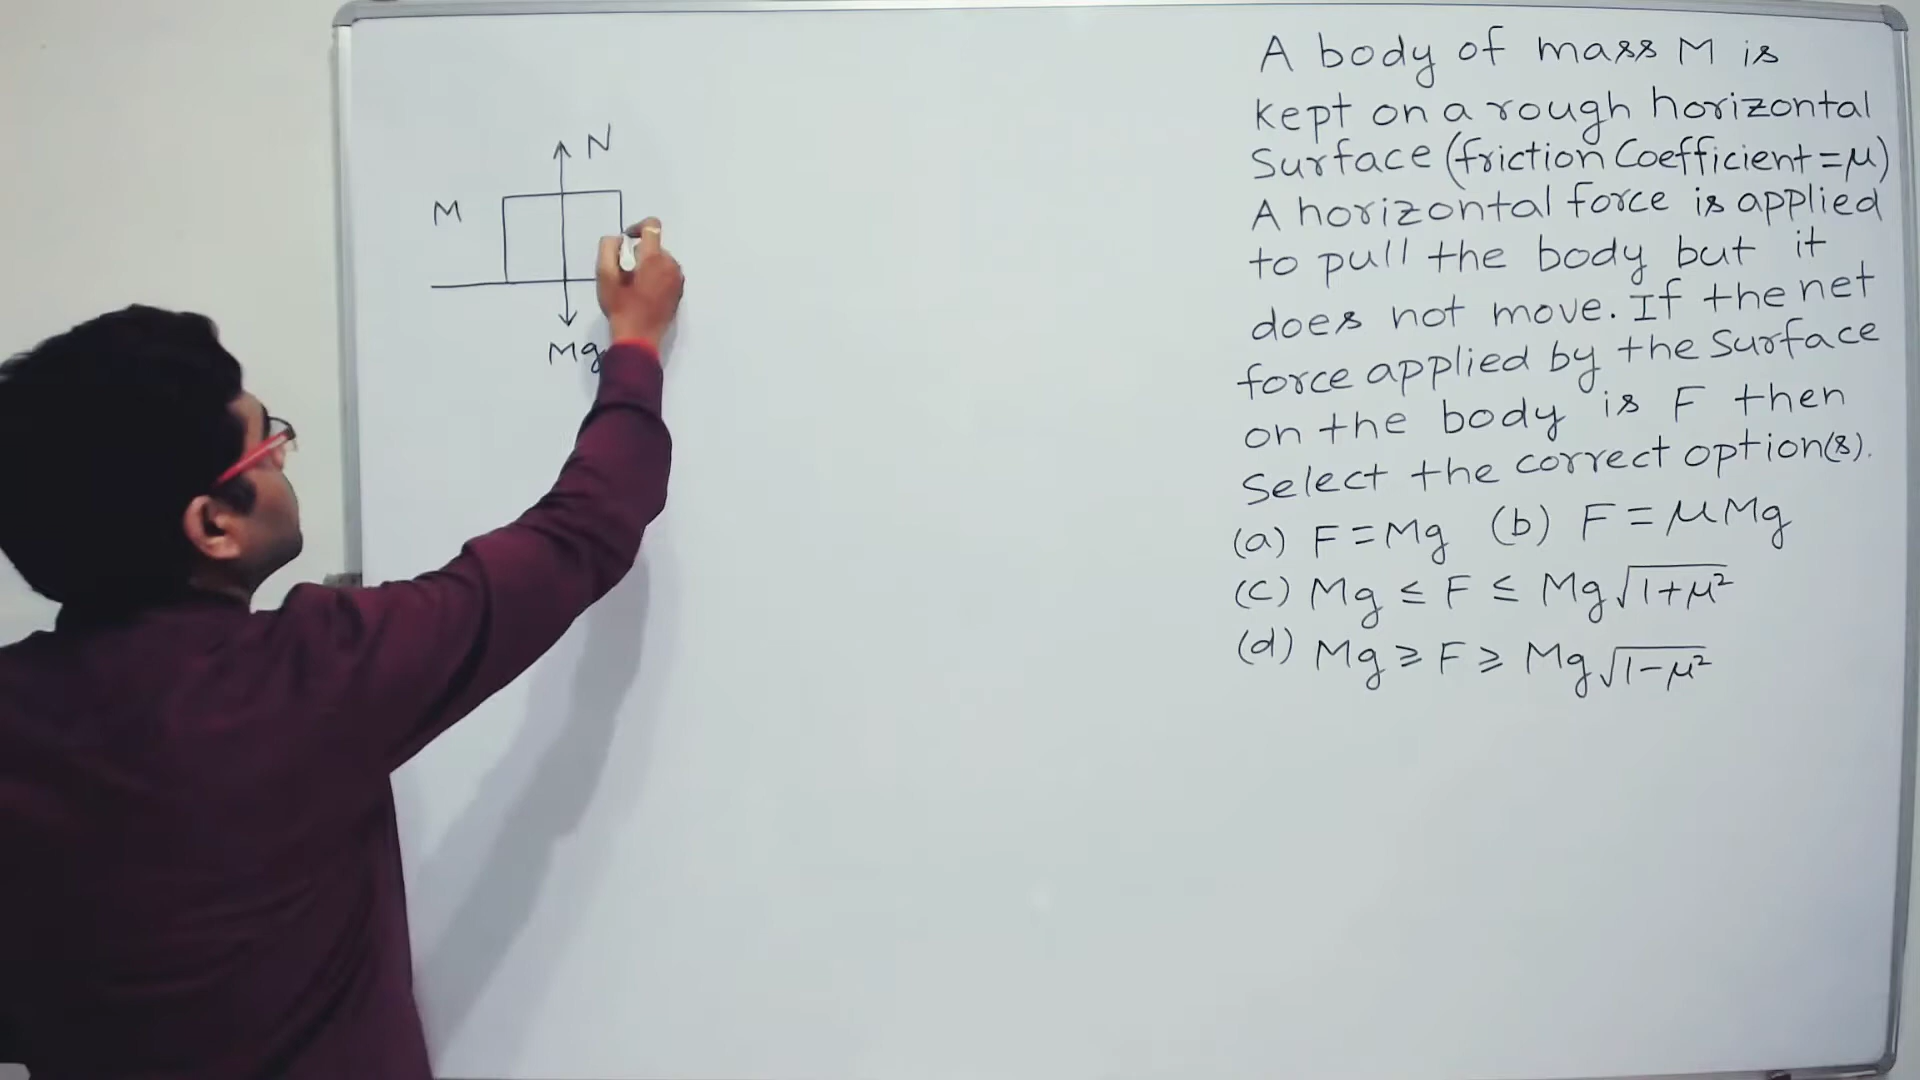 N
M
Mg
A body of mass M is
kept on a rough horizontal
Surface (friction Coefficient = μ)
A horizontal force is applied
to pull the body but it
does not move. If the net
force applied by the Surface
on the body is F then
Select the correct option(s).
(a) F = Mg (b) F = μMg
(c) Mg ≤ F ≤ Mg√1+μ²
(d) Mg ≥ F ≥ Mg√1-μ²